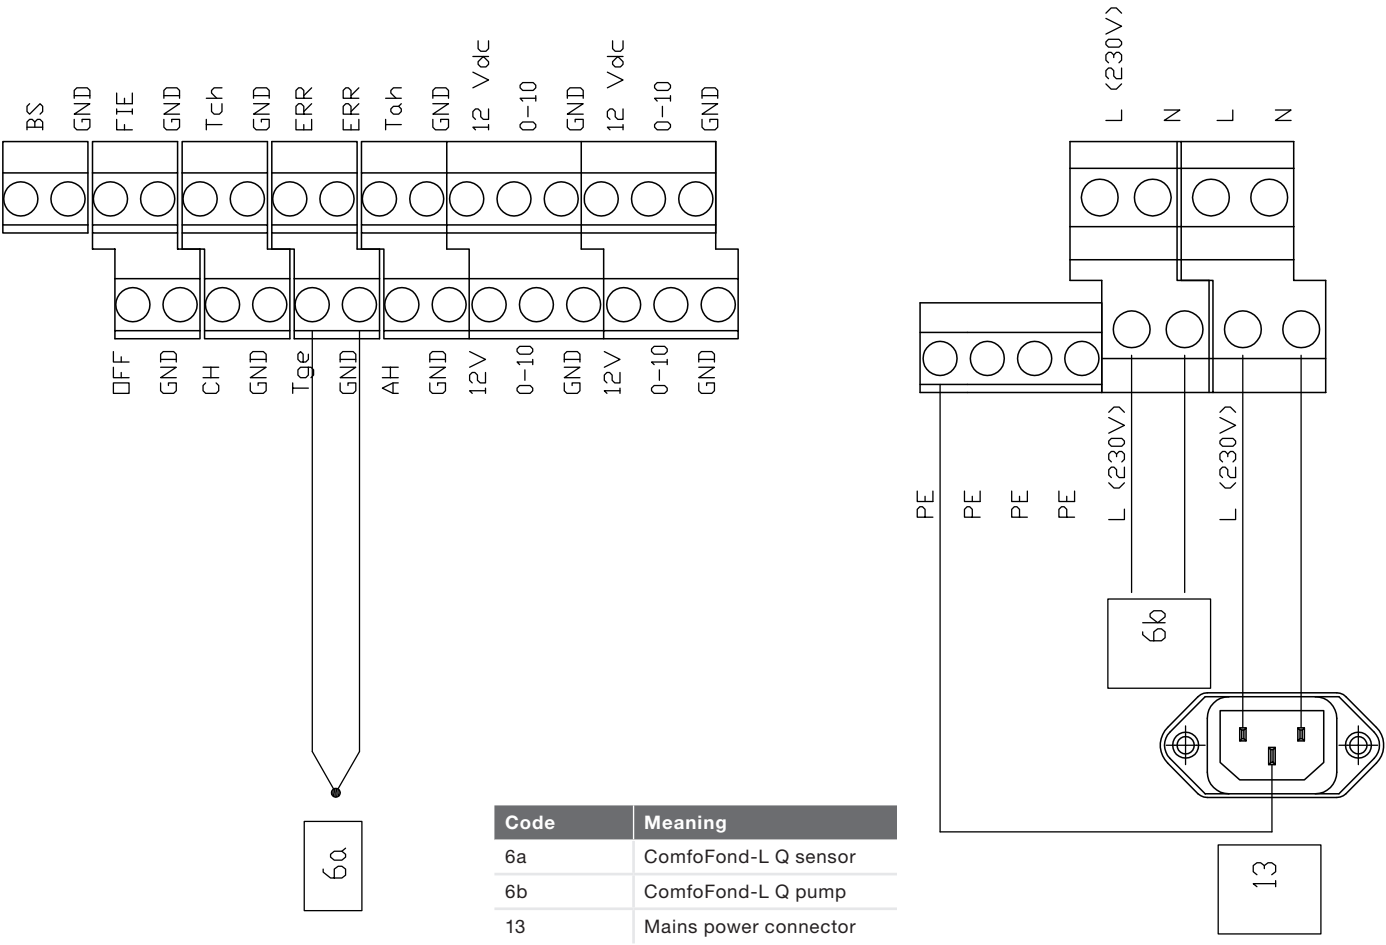 BS GND FIE GND Tch GND ERR ERR Tah GND 12 Vdc 0-10 GND 12 Vdc 0-10 GND
OFF GND CH GND Tge GND AH GND 12V 0-10 GND 12V 0-10 GND
L (230V) N L N
PE PE PE PE L (230V) L (230V)
6a
6b
13
Code Meaning
6a ComfoFond-L Q sensor
6b ComfoFond-L Q pump
13 Mains power connector